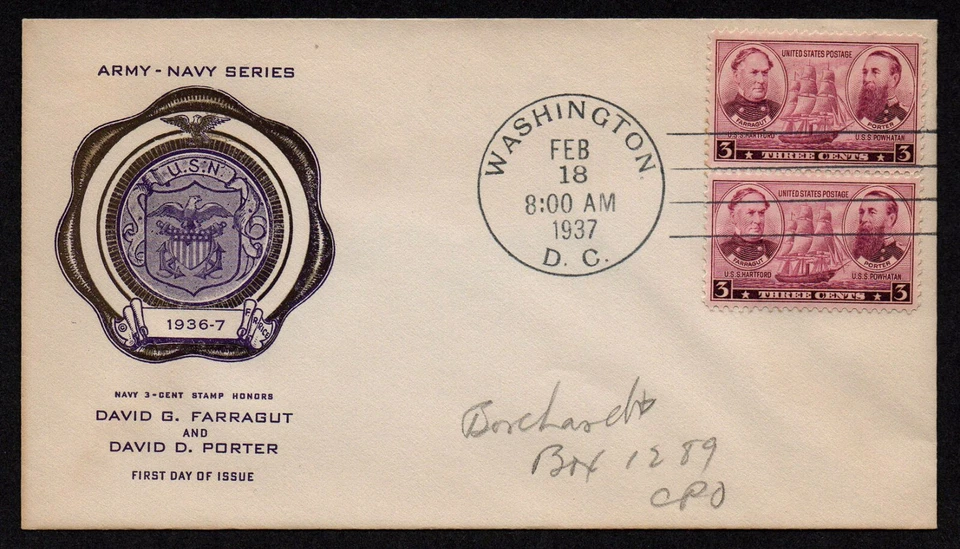 ARMY - NAVY SERIES
U.S.N.
1936-7
NAVY 3-CENT STAMP HONORS
DAVID G. FARRAGUT
AND
DAVID D. PORTER
FIRST DAY OF ISSUE
WASHINGTON
FEB
18
8:00 AM
1937
D. C.
UNITED STATES POSTAGE
FARRAGUT
PORTER
U.S.S. HARTFORD
U.S.S. POWHATAN
3 THREE CENTS 3
UNITED STATES POSTAGE
FARRAGUT
PORTER
U.S.S. HARTFORD
U.S.S. POWHATAN
3 THREE CENTS 3
Borchardt
Box 1289
CPO